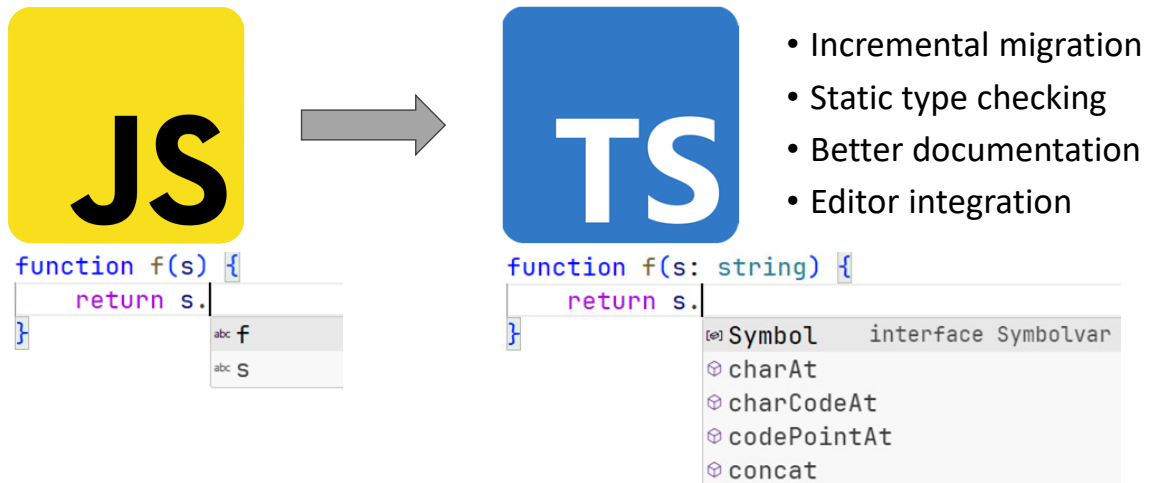 JS
TS
• Incremental migration
• Static type checking
• Better documentation
• Editor integration
function f(s) {
return s.
}
abc f
abc s
function f(s: string) {
return s.
}
Symbol interface Symbolvar
charAt
charCodeAt
codePointAt
concat